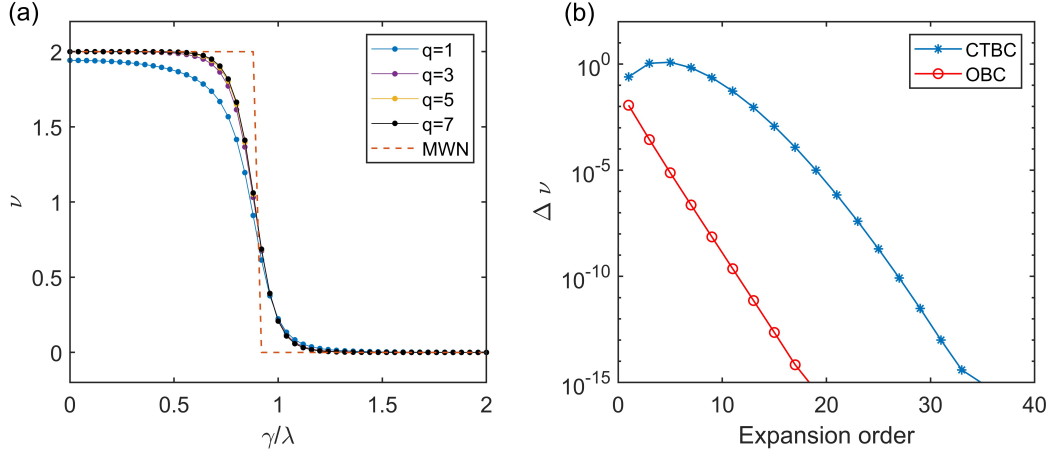 (a)
2
1.5
1
0.5
0
ν
0
0.5
1
1.5
2
γ/λ
q=1
q=3
q=5
q=7
MWN
(b)
10^0
10^-5
10^-10
10^-15
Δ ν
0
10
20
30
40
Expansion order
CTBC
OBC